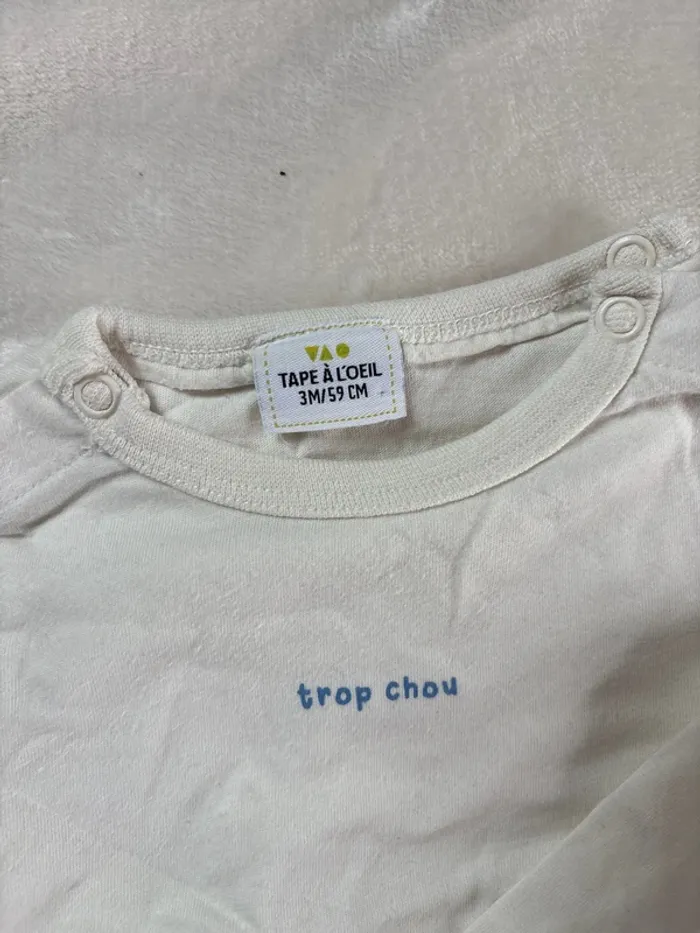 TAPE À L'OEIL
3M/59 CM
trop chou